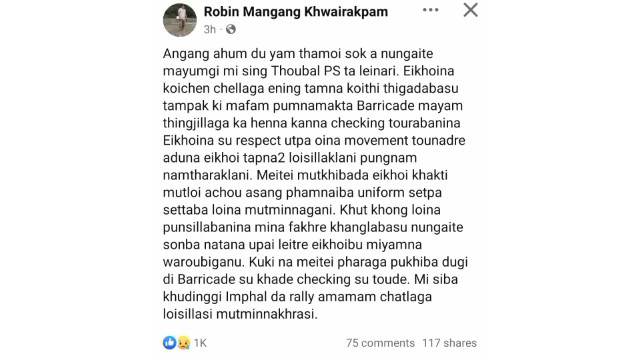 Robin Mangang Khwairakpam
3h
Angang ahum du yam thamoi sok a nungaite
mayumgi mi sing Thoubal PS ta leinari. Eikhoina
koichen chellaga ening tamna koithi thigadabasu
tampak ki mafam pumnamakta Barricade mayam
thingjillaga ka henna kanna checking tourabanina
Eikhoina su respect utpa oina movement tounadre
aduna eikhoi tapna2 loisillaklani pungnam
namtharaklani. Meitei mutkhibada eikhoi khakti
mutloi achou asang phamnaiba uniform setpa
settaba loina mutminnagani. Khut khong loina
punsillabanina mina fakhre khanglabasu nungaite
sonba natana upai leitre eikhoibu miyamna
waroubiganu. Kuki na meitei pharaga pukhiba dugi
di Barricade su khade checking su toude. Mi siba
khudinggi Imphal da rally amamam chatlaga
loisillasi mutminnakhrasi.
1K
75 comments 117 shares